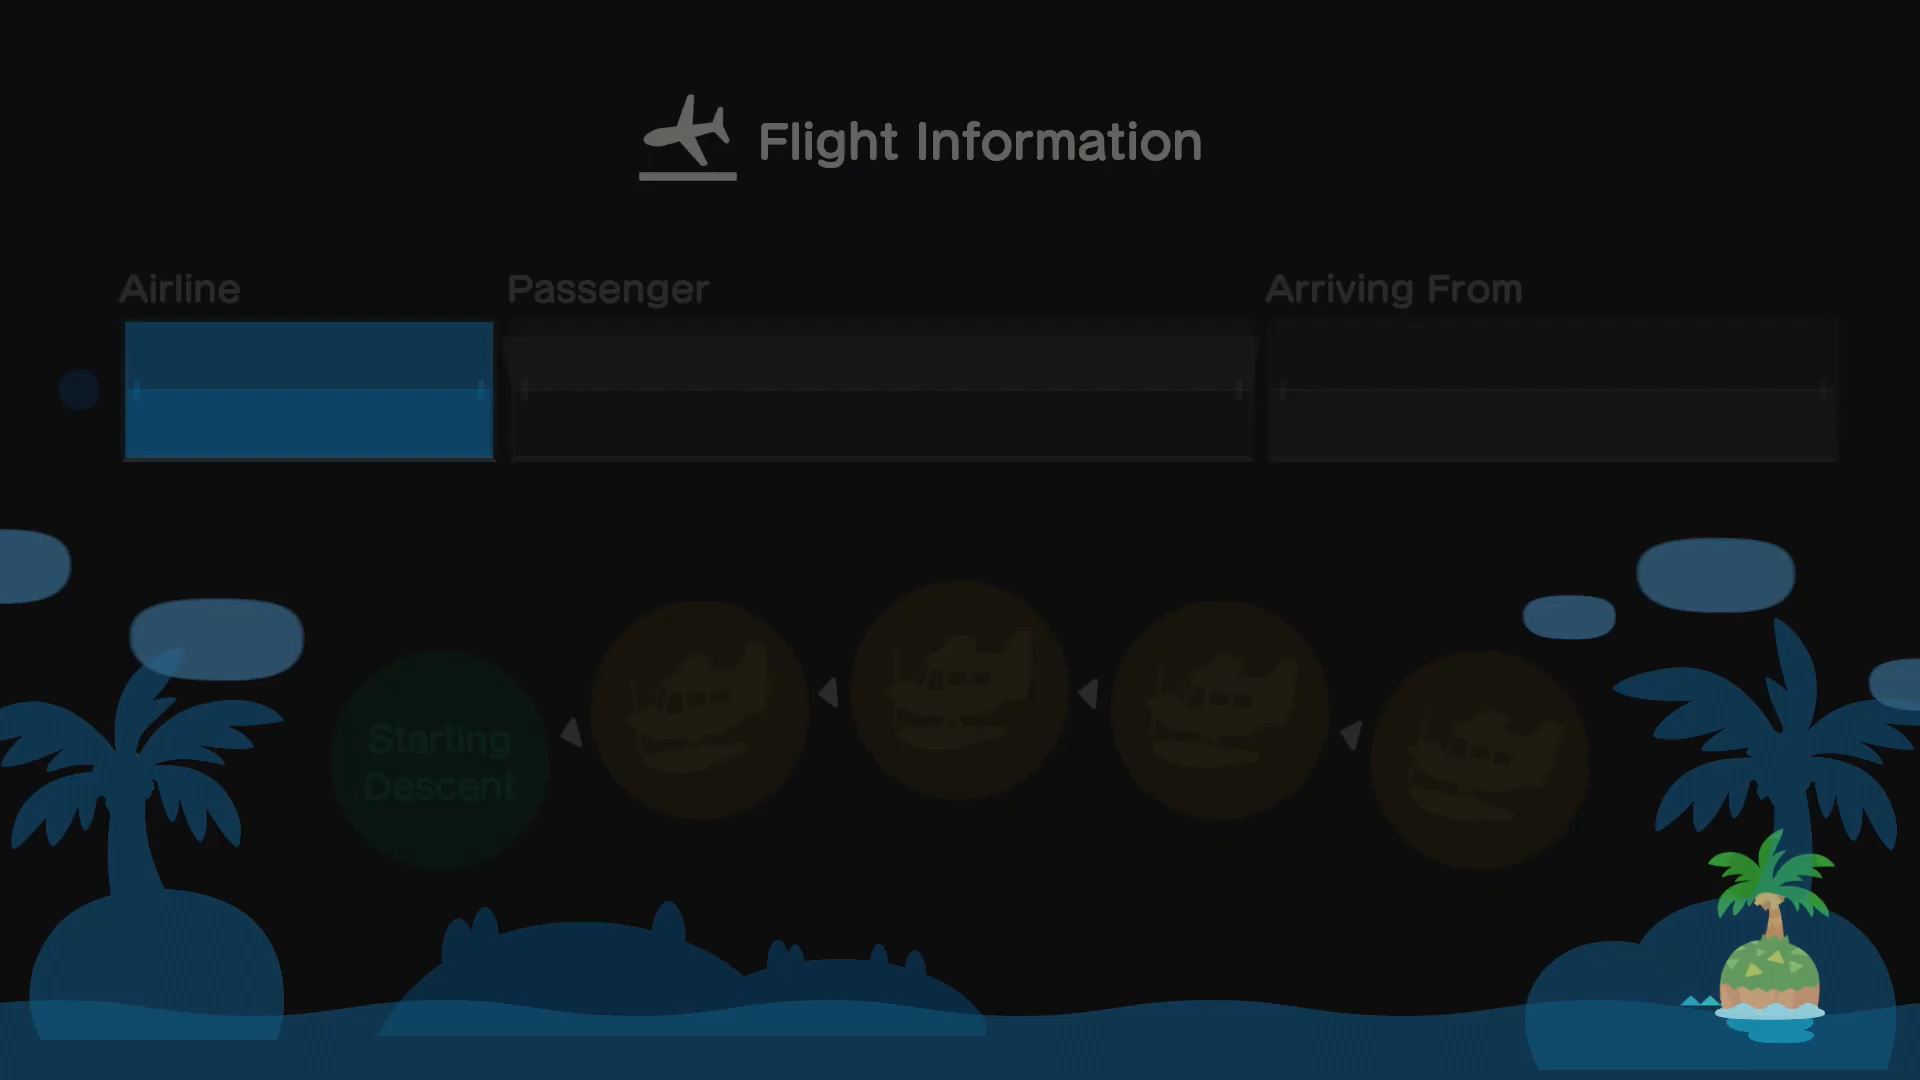 Flight Information
Airline
Passenger
Arriving From
Starting
Descent